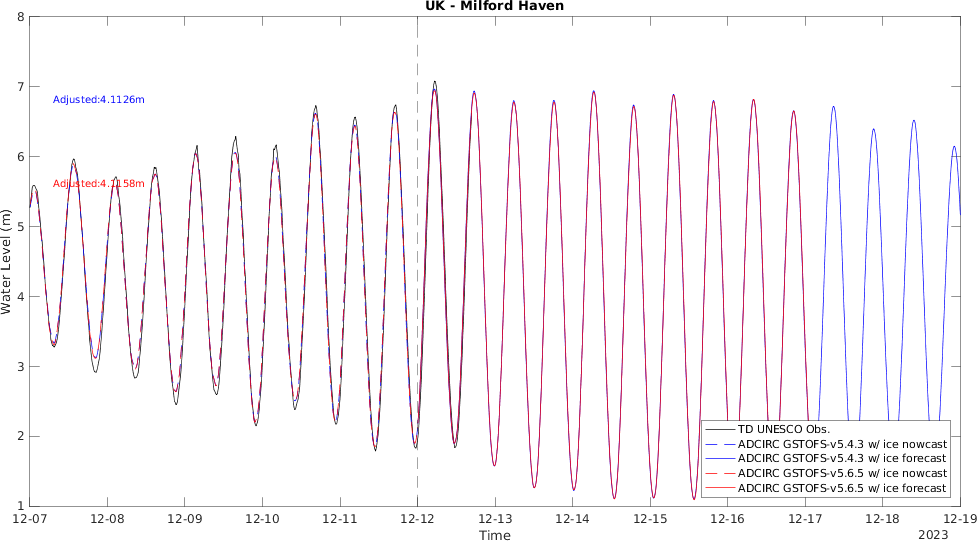 UK - Milford Haven
8
7
6
5
4
3
2
1
Water Level (m)
Adjusted:4.1126m
Adjusted:4.1158m
TD UNESCO Obs.
ADCIRC GSTOFS-v5.4.3 w/ ice nowcast
ADCIRC GSTOFS-v5.4.3 w/ ice forecast
ADCIRC GSTOFS-v5.6.5 w/ ice nowcast
ADCIRC GSTOFS-v5.6.5 w/ ice forecast
12-07 12-08 12-09 12-10 12-11 12-12 12-13 12-14 12-15 12-16 12-17 12-18 12-19
Time
2023